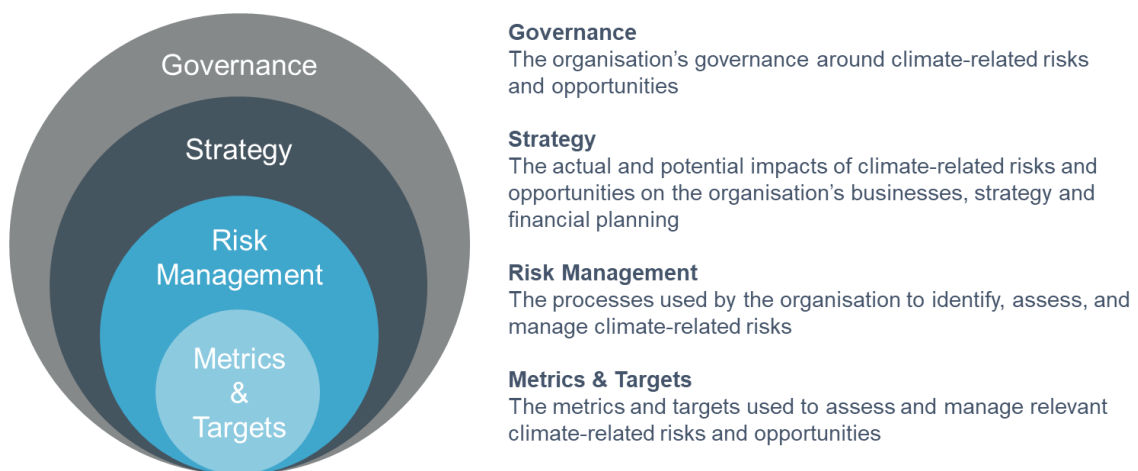 Governance
Strategy
Risk
Management
Metrics
&
Targets
Governance
The organisation's governance around climate-related risks
and opportunities
Strategy
The actual and potential impacts of climate-related risks and
opportunities on the organisation's businesses, strategy and
financial planning
Risk Management
The processes used by the organisation to identify, assess, and
manage climate-related risks
Metrics & Targets
The metrics and targets used to assess and manage relevant
climate-related risks and opportunities